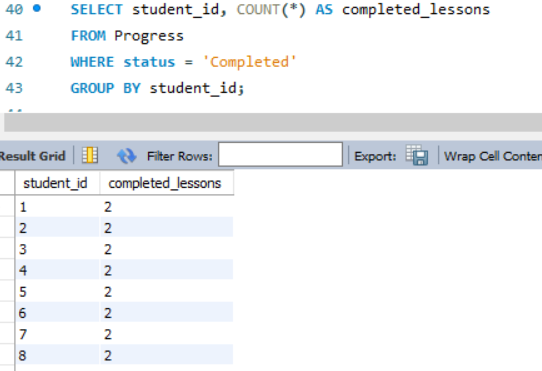 40 SELECT student_id, COUNT(*) AS completed_lessons
41 FROM Progress
42 WHERE status = 'Completed'
43 GROUP BY student_id;
Result Grid Filter Rows: Export: Wrap Cell Conten
student_id completed_lessons
1 2
2 2
3 2
4 2
5 2
6 2
7 2
8 2